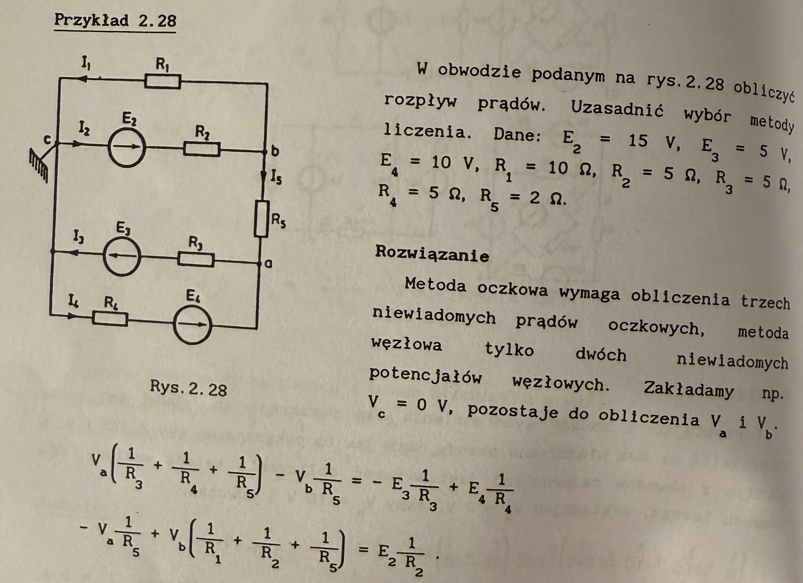 Przykład 2.28
I₁ R₁
c I₂ E₂ R₂ b
I₅
R₅
I₃ E₃ R₃ a
I₄ R₄ E₄
Rys.2.28
W obwodzie podanym na rys.2.28 obliczyć
rozpływ prądów. Uzasadnić wybór metody
liczenia. Dane: E₂ = 15 V, E₃ = 5 V,
E₄ = 10 V, R₁ = 10 Ω, R₂ = 5 Ω, R₃ = 5 Ω,
R₄ = 5 Ω, R₅ = 2 Ω.
Rozwiązanie
Metoda oczkowa wymaga obliczenia trzech
niewiadomych prądów oczkowych, metoda
węzłowa tylko dwóch niewiadomych
potencjałów węzłowych. Zakładamy np.
V_c = 0 V, pozostaje do obliczenia Vₐ i V_b.
Vₐ(1/R₃ + 1/R₄ + 1/R₅) - V_b 1/R₅ = - E₃ 1/R₃ + E₄ 1/R₄
- Vₐ 1/R₅ + V_b(1/R₁ + 1/R₂ + 1/R₅) = E₂ 1/R₂ .